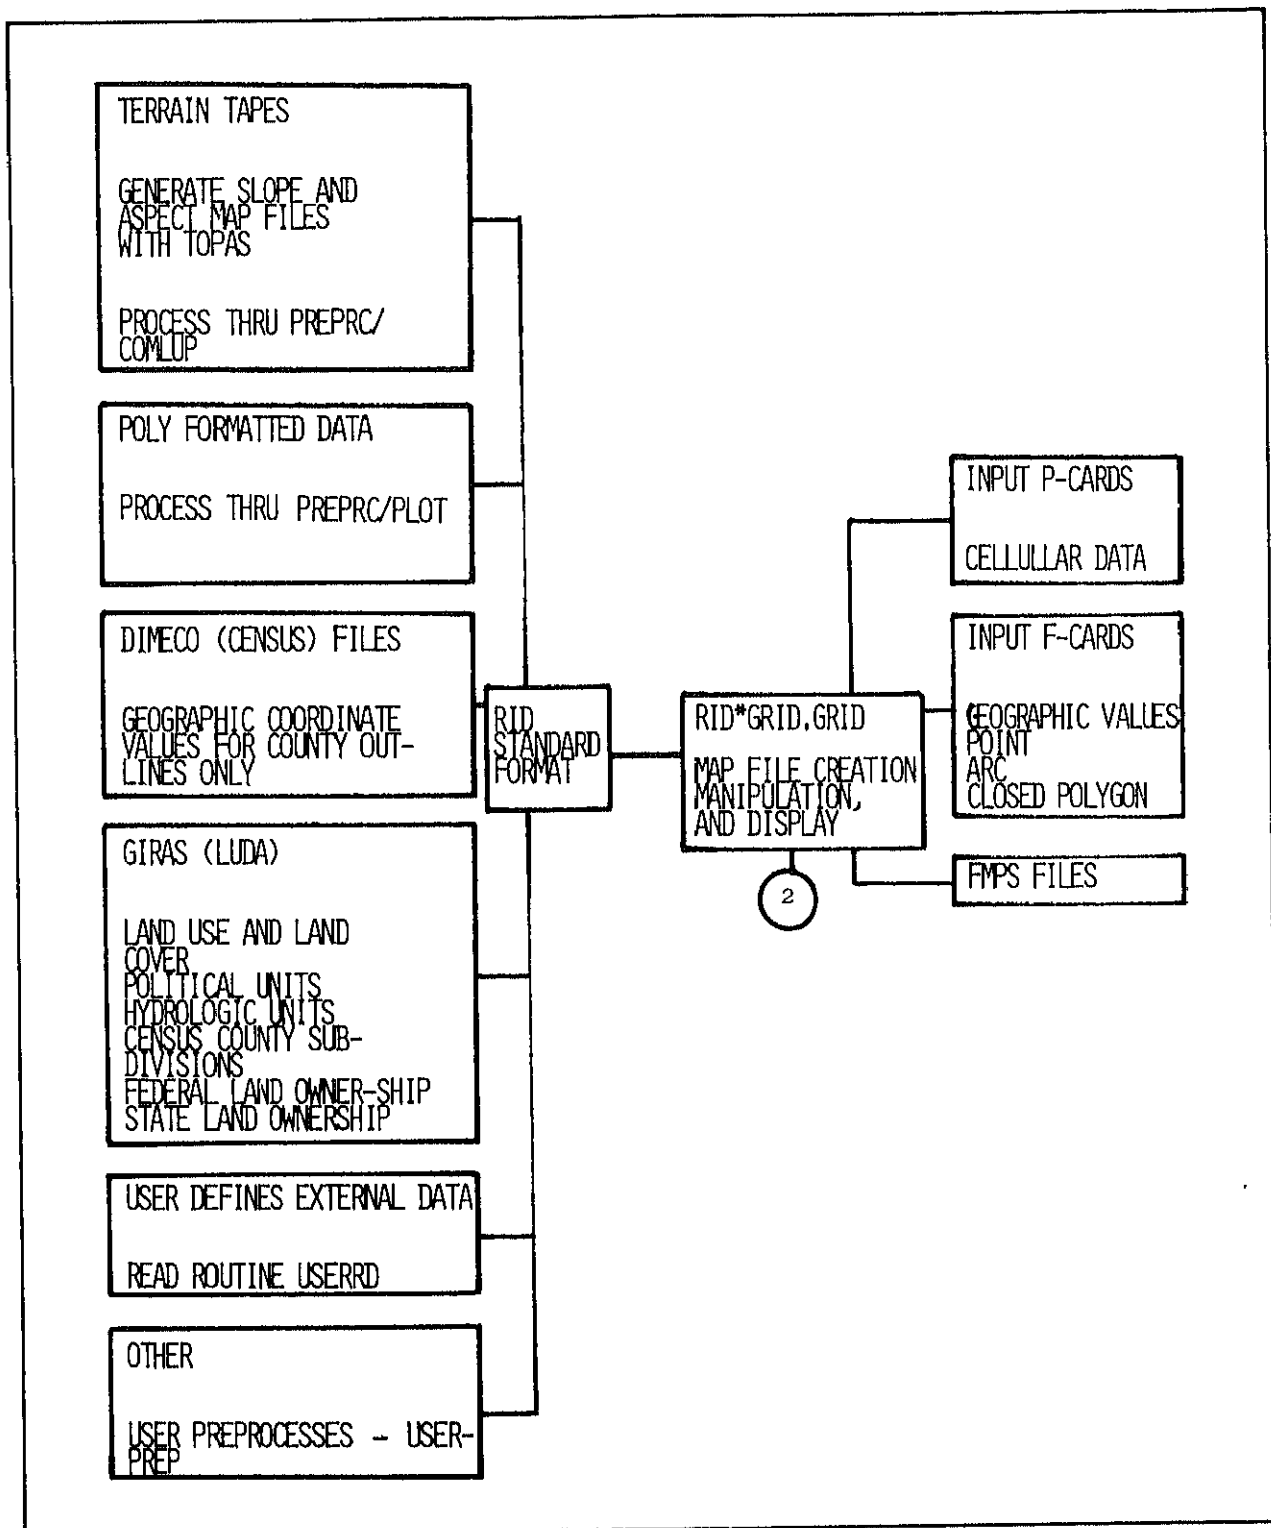 TERRAIN TAPES
GENERATE SLOPE AND
ASPECT MAP FILES
WITH TOPAS
PROCESS THRU PREPRC/
COMLUP
POLY FORMATTED DATA
PROCESS THRU PREPRC/PLOT
DIMECO (CENSUS) FILES
GEOGRAPHIC COORDINATE
VALUES FOR COUNTY OUT-
LINES ONLY
GIRAS (LUDA)
LAND USE AND LAND
COVER
POLITICAL UNITS
HYDROLOGIC UNITS
CENSUS COUNTY SUB-
DIVISIONS
FEDERAL LAND OWNER-SHIP
STATE LAND OWNERSHIP
USER DEFINES EXTERNAL DATA
READ ROUTINE USERRD
OTHER
USER PREPROCESSES - USER-
PREP
RID
STANDARD
FORMAT
RID*GRID.GRID
MAP FILE CREATION
MANIPULATION,
AND DISPLAY
2
INPUT P-CARDS
CELLULLAR DATA
INPUT F-CARDS
GEOGRAPHIC VALUES
POINT
ARC
CLOSED POLYGON
FMPS FILES